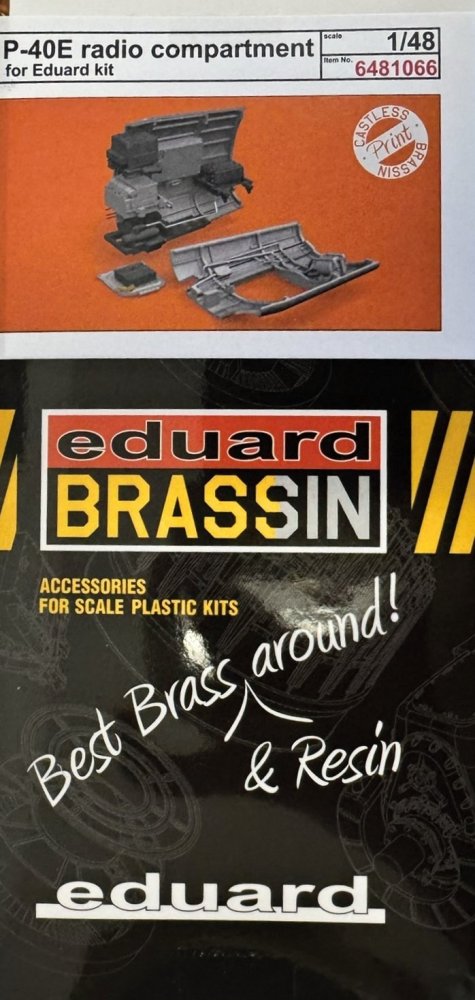 P-40E radio compartment
for Eduard kit
scale
1/48
Item No.
6481066
CASTLESS
Print
BRASSIN
eduard
BRASSIN
ACCESSORIES
FOR SCALE PLASTIC KITS
Best Brass around!
& Resin
eduard